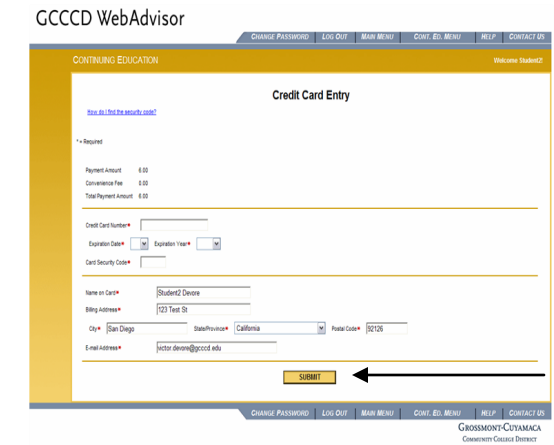 GCCCD WebAdvisor
CHANGE PASSWORD LOG OUT MAIN MENU CONT. ED. MENU HELP CONTACT US
CONTINUING EDUCATION Welcome Student2!
Credit Card Entry
How do I find the security code?
* = Required
Payment Amount 6.00
Convenience Fee 0.00
Total Payment Amount 6.00
Credit Card Number*
Expiration Date* Expiration Year*
Card Security Code*
Name on Card* Student2 Devore
Billing Address* 123 Test St
City* San Diego State/Province* California Postal Code* 92126
E-mail Address* victor.devore@gcccd.edu
SUBMIT
CHANGE PASSWORD LOG OUT MAIN MENU CONT. ED. MENU HELP CONTACT US
GROSSMONT-CUYAMACA
COMMUNITY COLLEGE DISTRICT